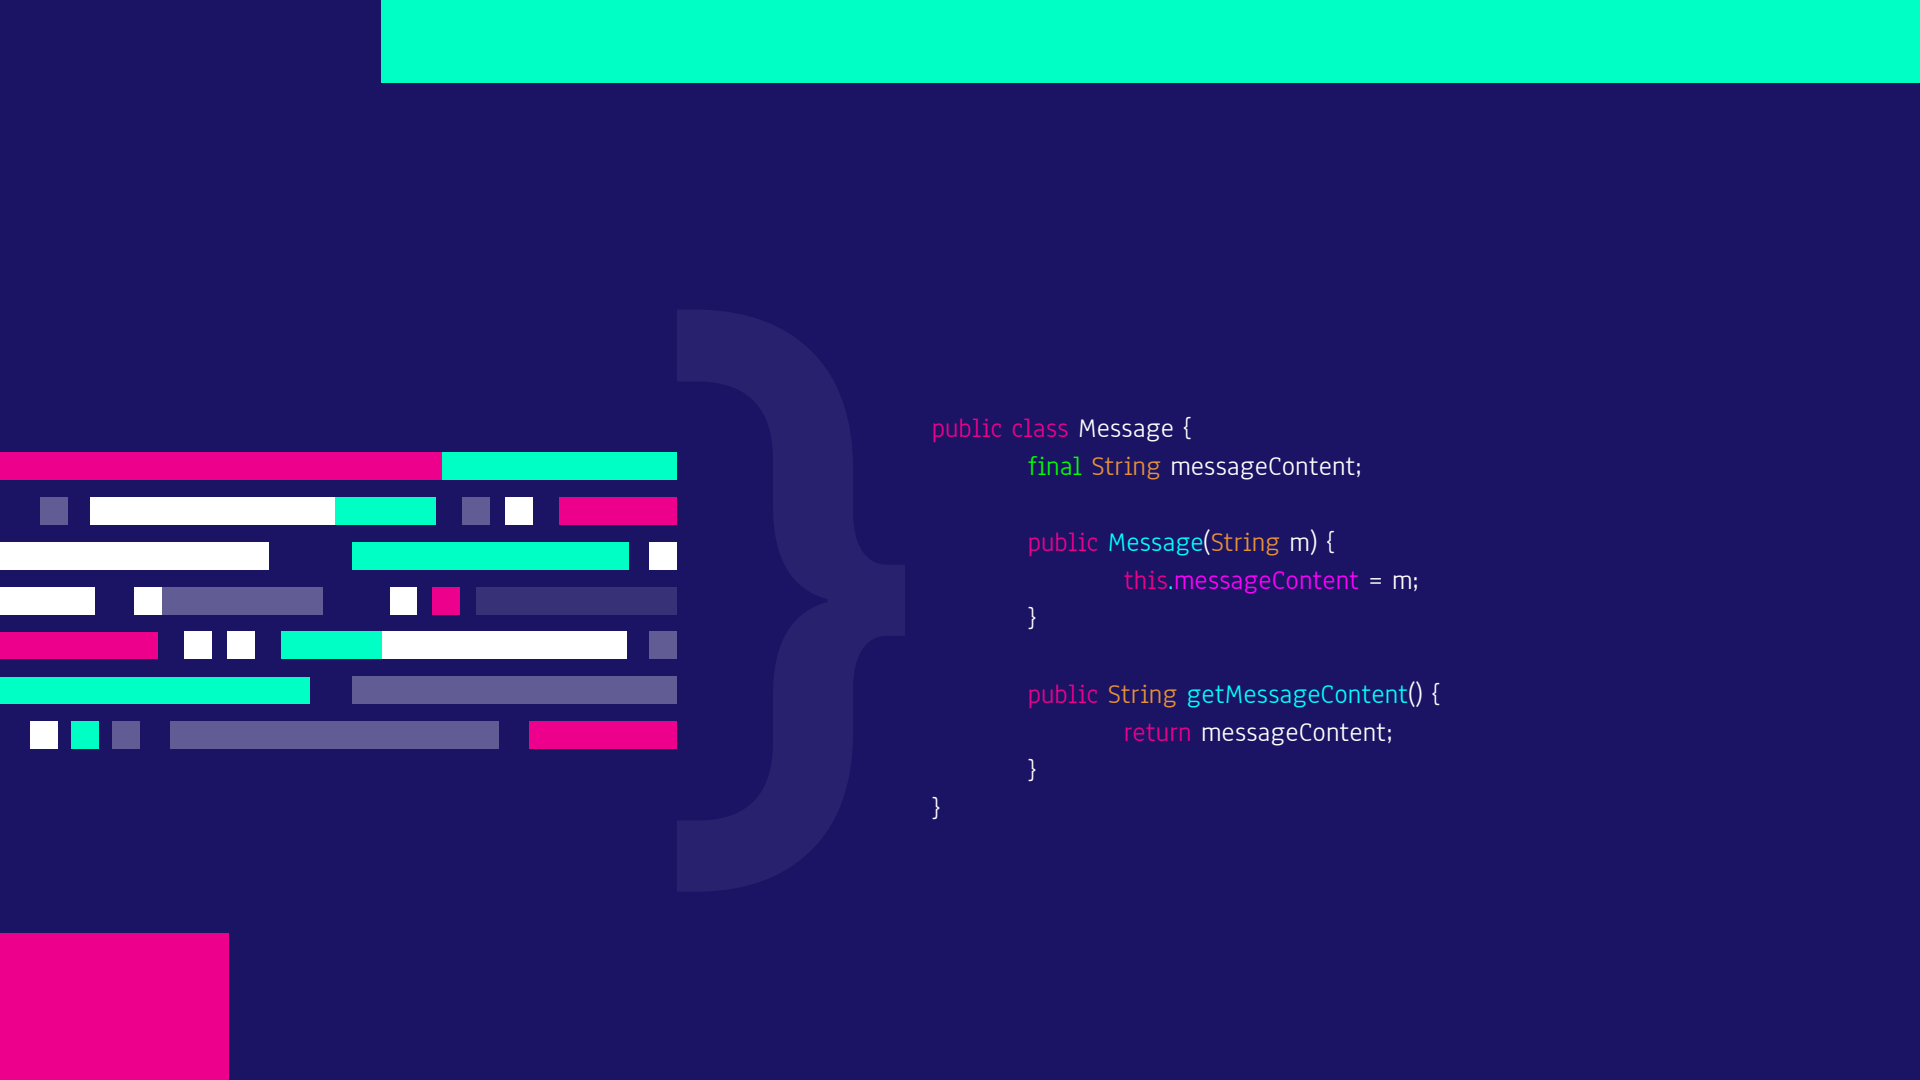 public class Message {
final String messageContent;
public Message(String m) {
this.messageContent = m;
}
public String getMessageContent() {
return messageContent;
}
}